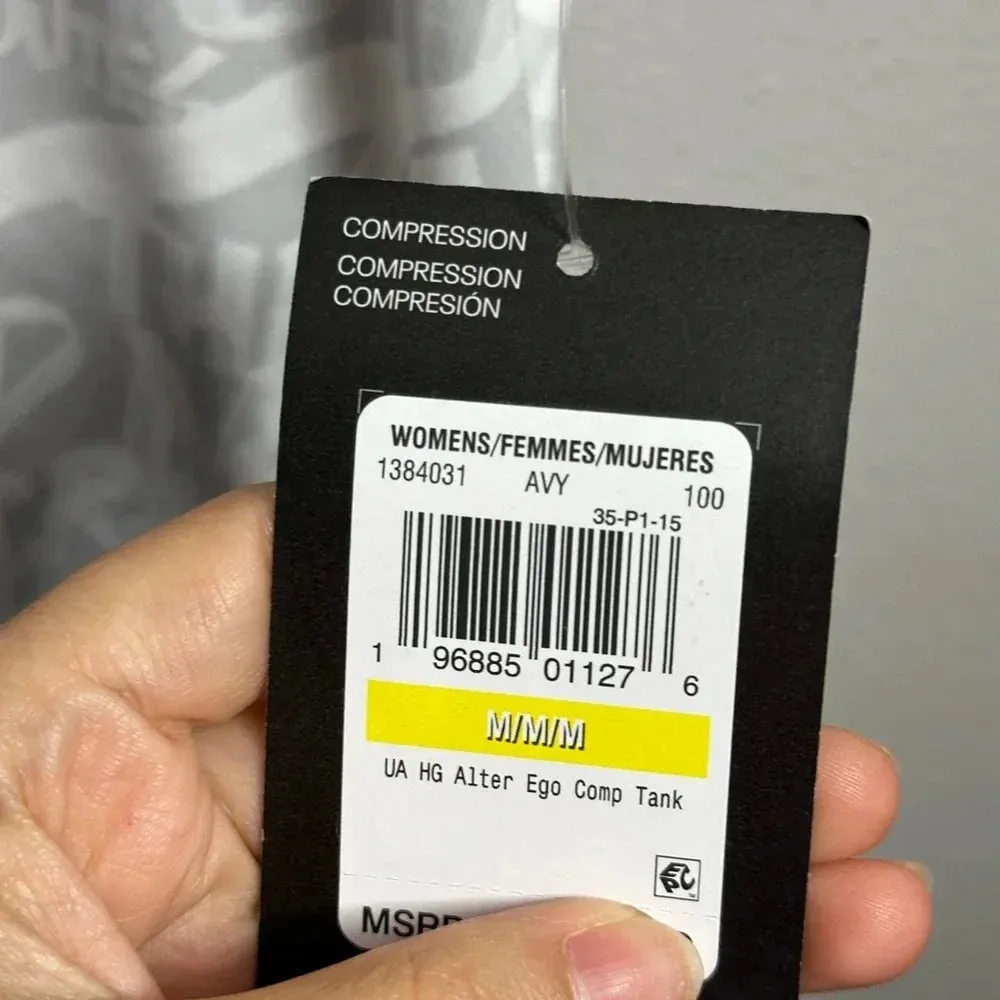 COMPRESSION
COMPRESSION
COMPRESIÓN
WOMENS/FEMMES/MUJERES
1384031 AVY 100
35-P1-15
1 96885 01127 6
M/M/M
UA HG Alter Ego Comp Tank
EPC